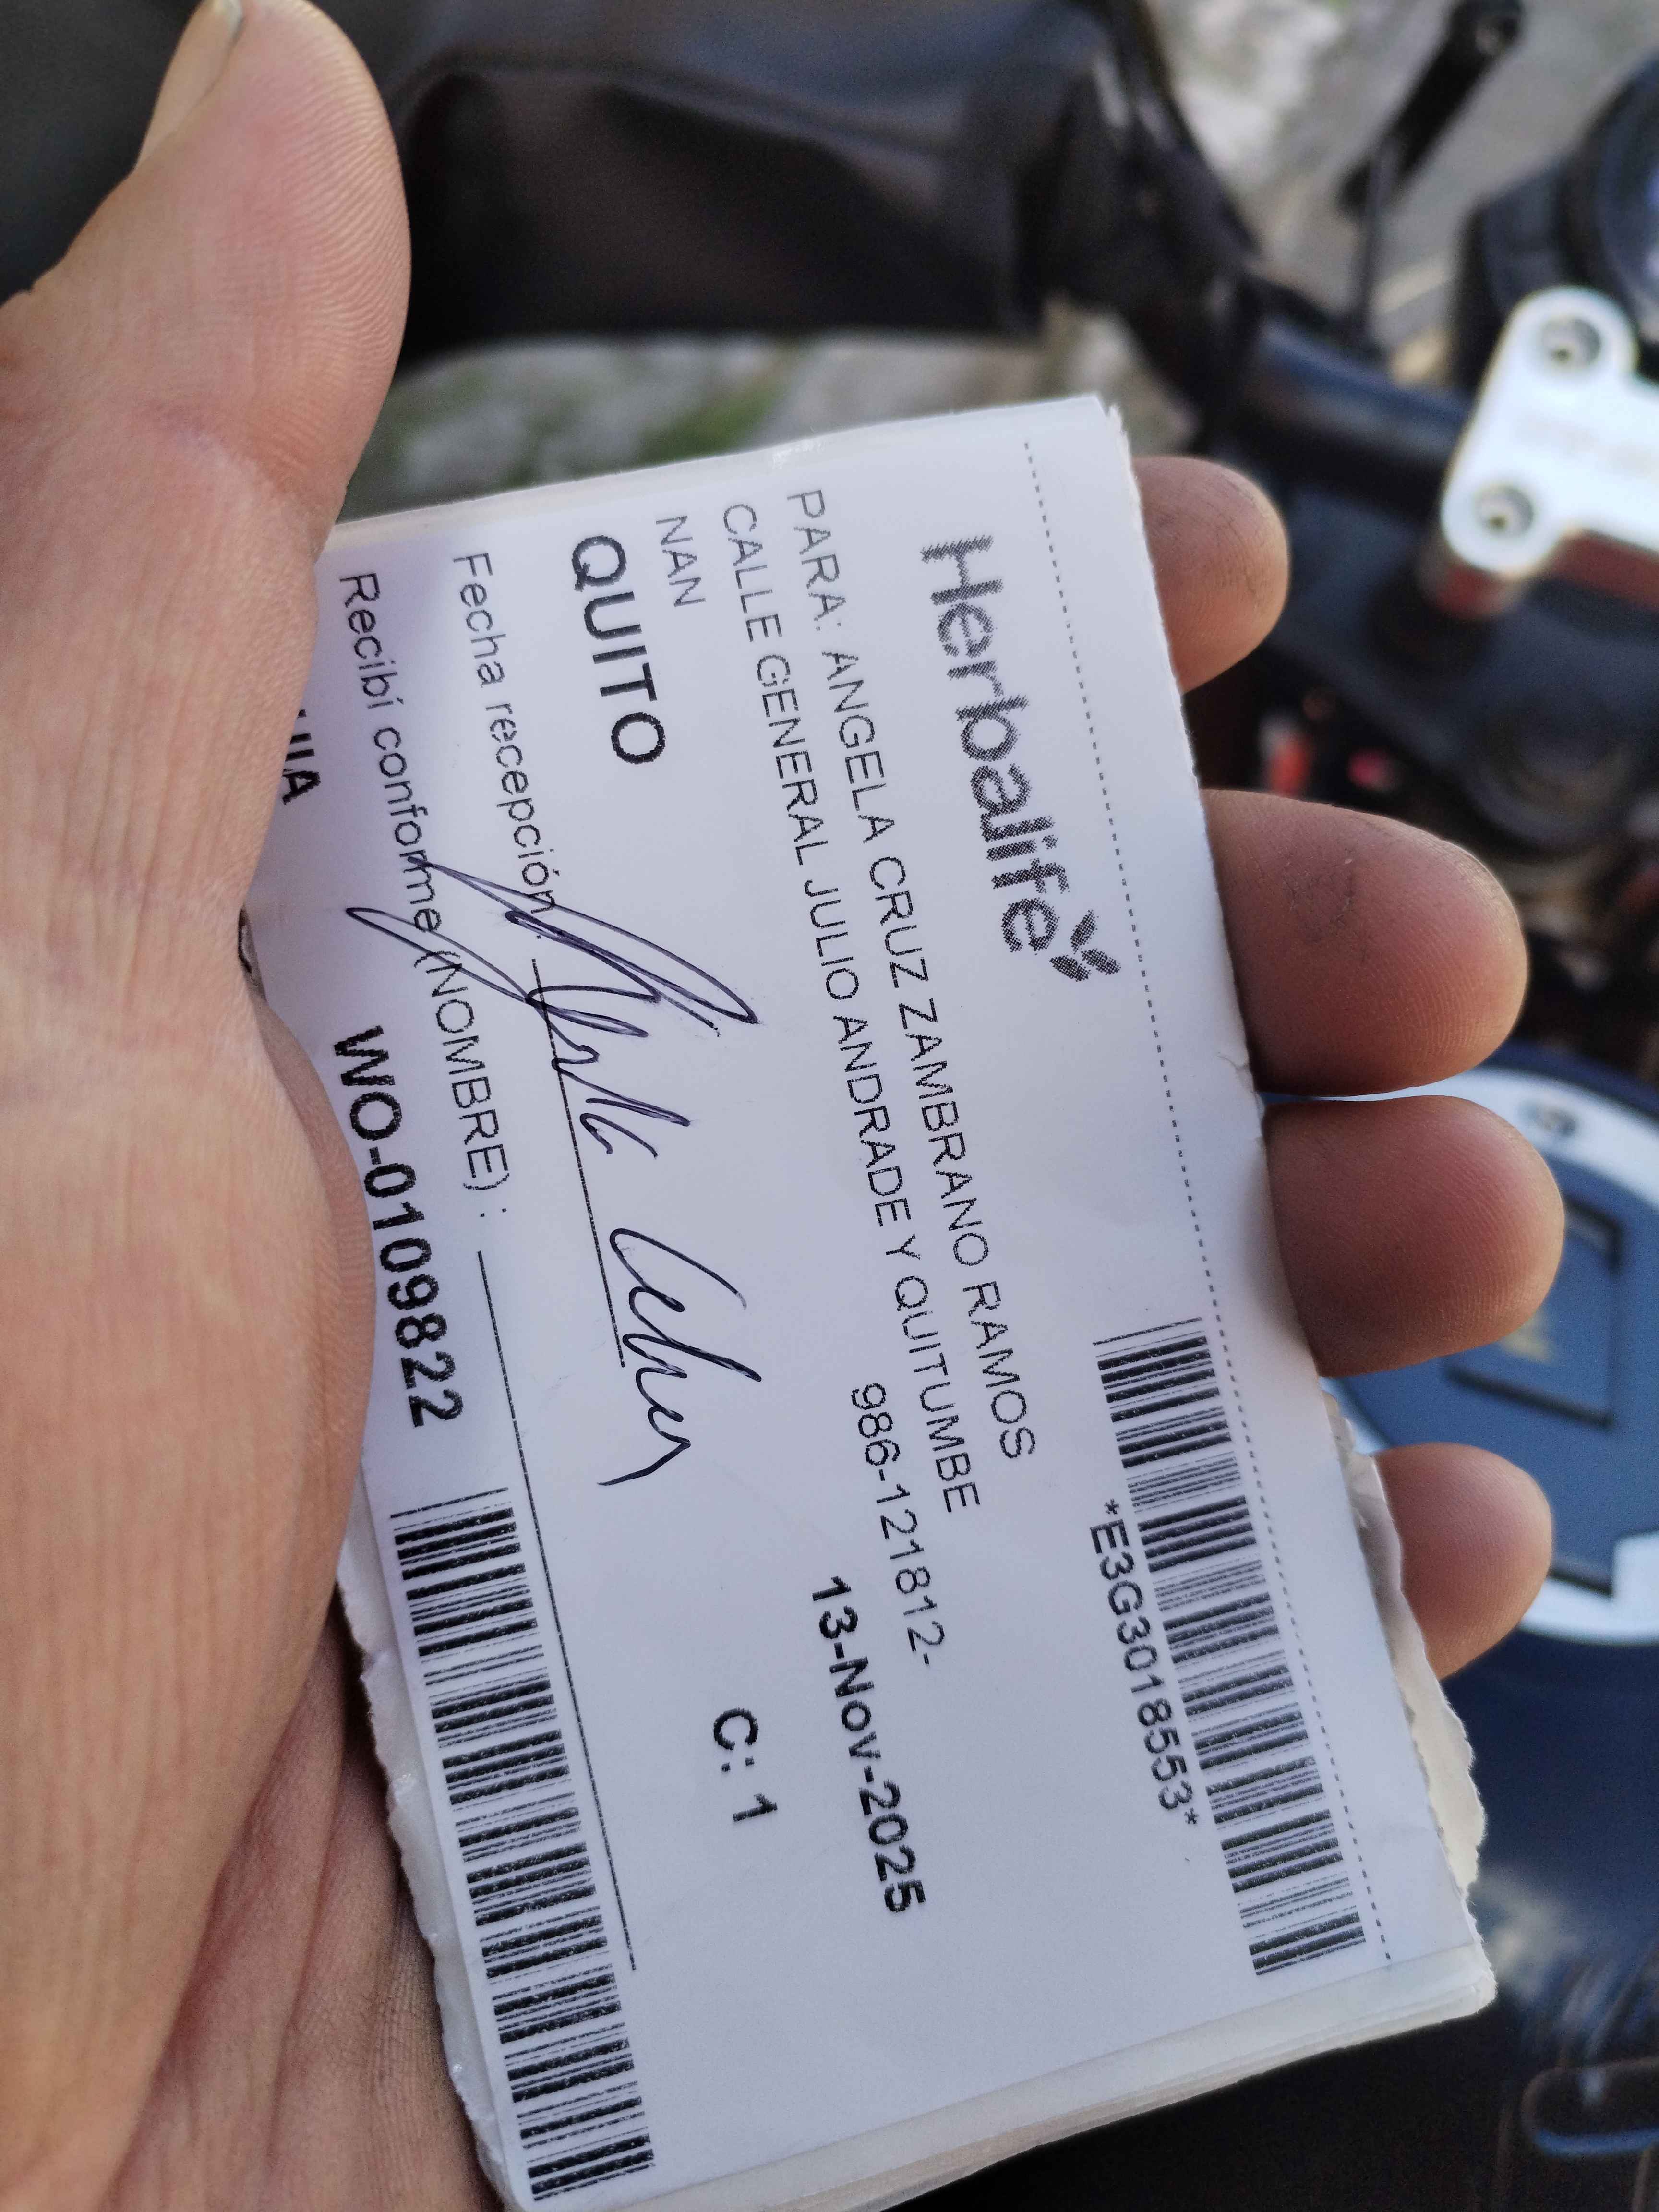 Herbalife
*E3G3018553*
PARA: ANGELA CRUZ ZAMBRANO RAMOS
CALLE GENERAL JULIO ANDRADE Y QUITUMBE
NAN
986-121812-
QUITO
13-Nov-2025
C: 1
Fecha recepción:
Recibí conforme (NOMBRE) :
WO-0109822